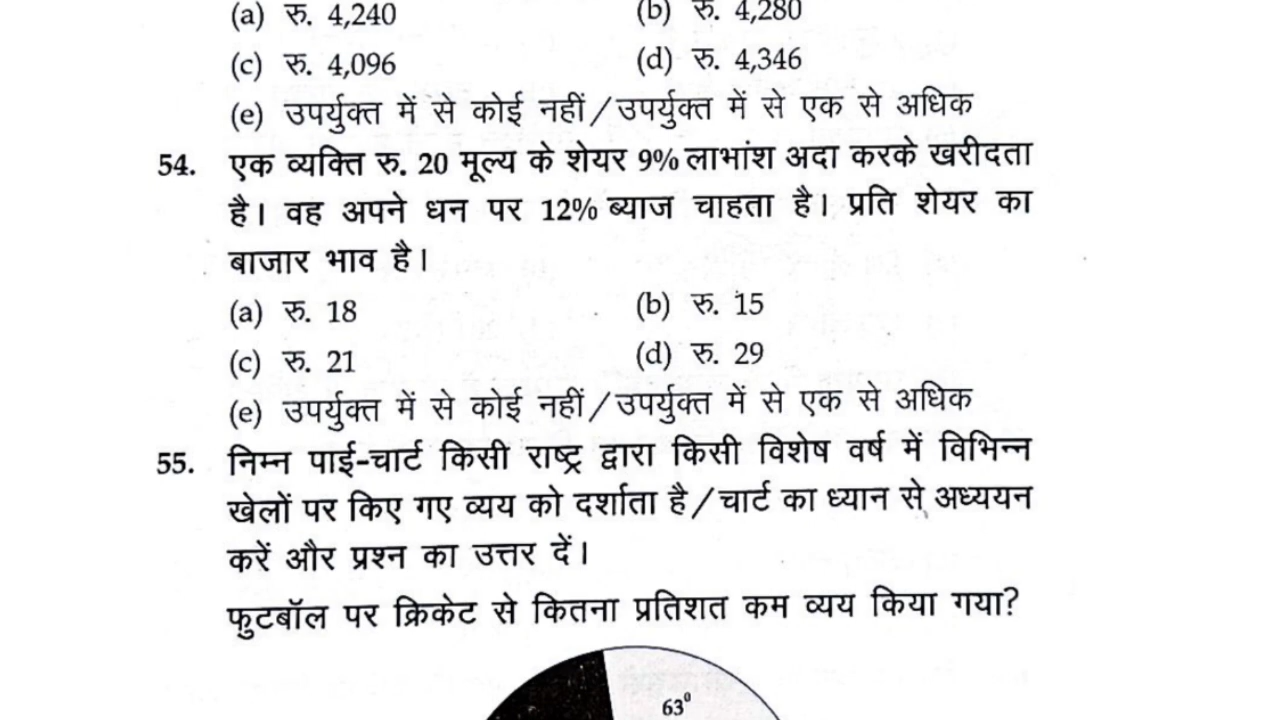 (a) रु. 4,240 (b) रु. 4,280
(c) रु. 4,096 (d) रु. 4,346
(e) उपर्युक्त में से कोई नहीं/उपर्युक्त में से एक से अधिक
54. एक व्यक्ति रु. 20 मूल्य के शेयर 9% लाभांश अदा करके खरीदता
है। वह अपने धन पर 12% ब्याज चाहता है। प्रति शेयर का
बाजार भाव है।
(a) रु. 18 (b) रु. 15
(c) रु. 21 (d) रु. 29
(e) उपर्युक्त में से कोई नहीं/उपर्युक्त में से एक से अधिक
55. निम्न पाई-चार्ट किसी राष्ट्र द्वारा किसी विशेष वर्ष में विभिन्न
खेलों पर किए गए व्यय को दर्शाता है/चार्ट का ध्यान से अध्ययन
करें और प्रश्न का उत्तर दें।
फुटबॉल पर क्रिकेट से कितना प्रतिशत कम व्यय किया गया?
63⁰